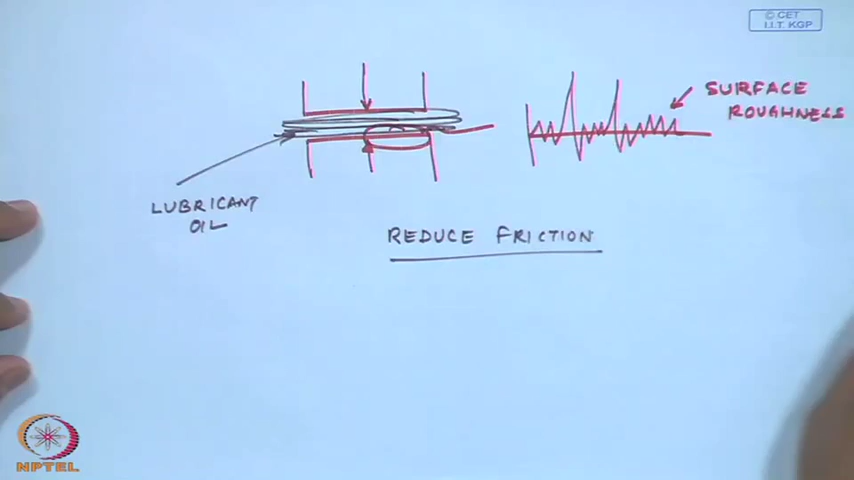 © CET
I.I.T. KGP
SURFACE
ROUGHNESS
LUBRICANT
OIL
REDUCE FRICTION
NPTEL